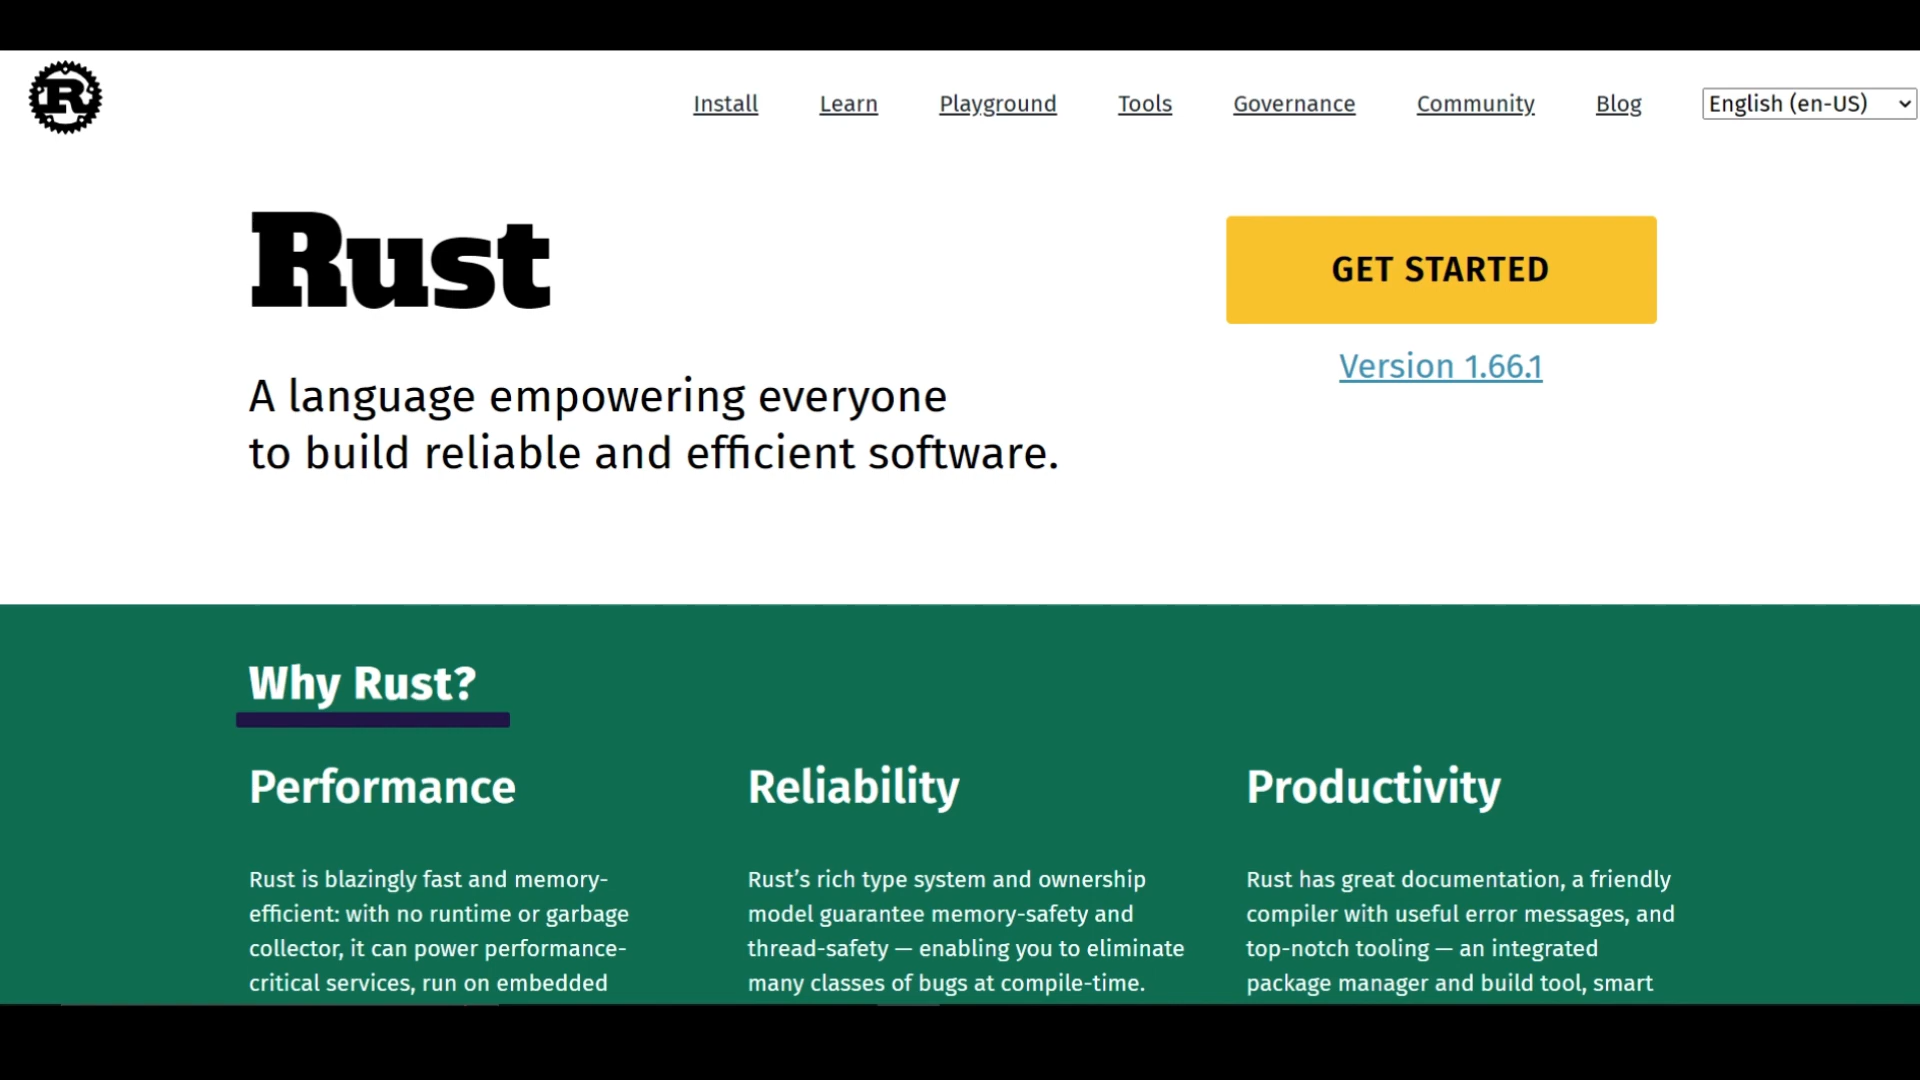 R
Install Learn Playground Tools Governance Community Blog English (en-US)
Rust
GET STARTED
Version 1.66.1
A language empowering everyone
to build reliable and efficient software.
Why Rust?
Performance
Rust is blazingly fast and memory-
efficient: with no runtime or garbage
collector, it can power performance-
critical services, run on embedded
Reliability
Rust’s rich type system and ownership
model guarantee memory-safety and
thread-safety — enabling you to eliminate
many classes of bugs at compile-time.
Productivity
Rust has great documentation, a friendly
compiler with useful error messages, and
top-notch tooling — an integrated
package manager and build tool, smart